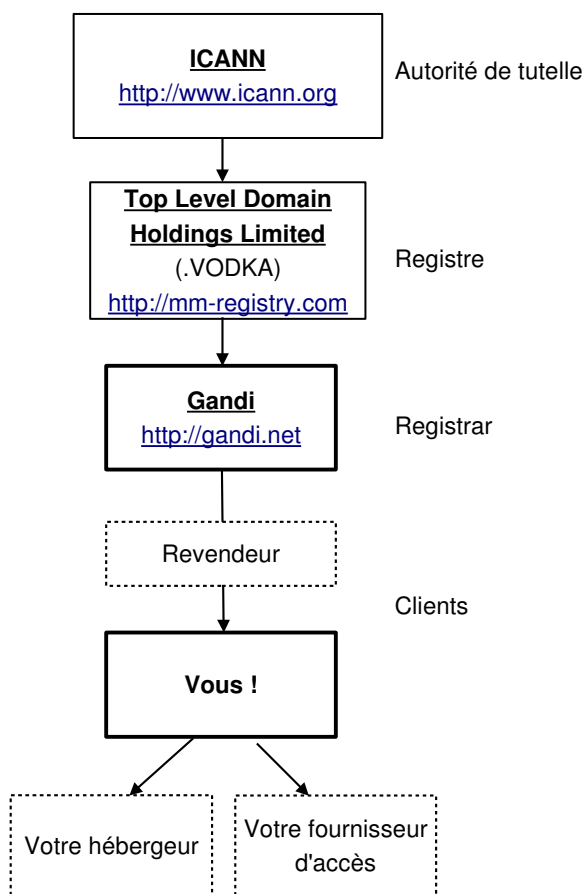 ICANN
http://www.icann.org
Autorité de tutelle
Top Level Domain
Holdings Limited
(.VODKA)
http://mm-registry.com
Registre
Gandi
http://gandi.net
Registrar
Revendeur
Clients
Vous !
Votre hébergeur
Votre fournisseur
d'accès